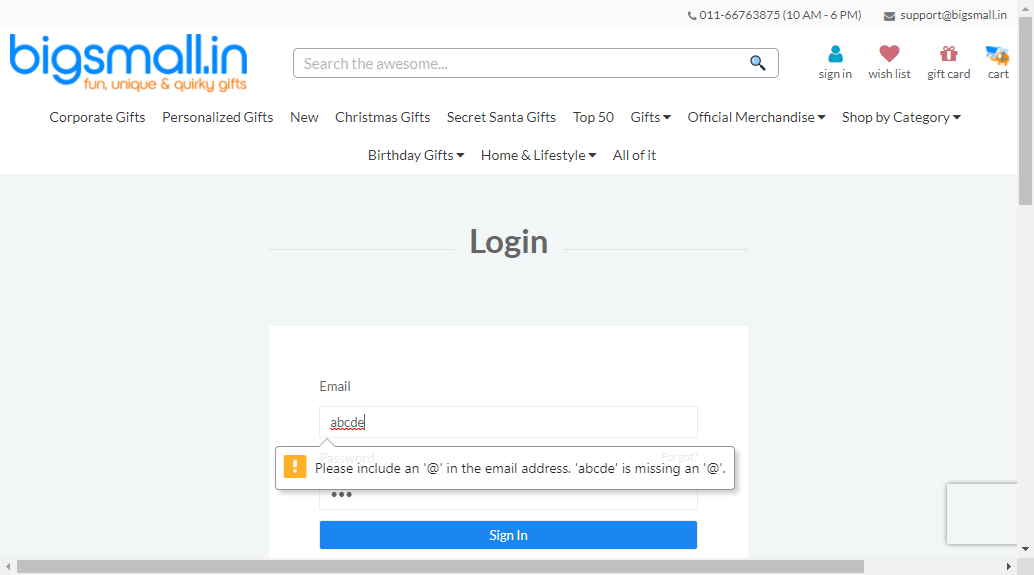 011-66763875 (10 AM - 6 PM) support@bigsmall.in
bigsmall.in
fun, unique & quirky gifts
Search the awesome...
sign in wish list gift card cart
Corporate Gifts Personalized Gifts New Christmas Gifts Secret Santa Gifts Top 50 Gifts Official Merchandise Shop by Category
Birthday Gifts Home & Lifestyle All of it
Login
Email
abcde
Password Forgot?
Please include an '@' in the email address. 'abcde' is missing an '@'.
Sign In